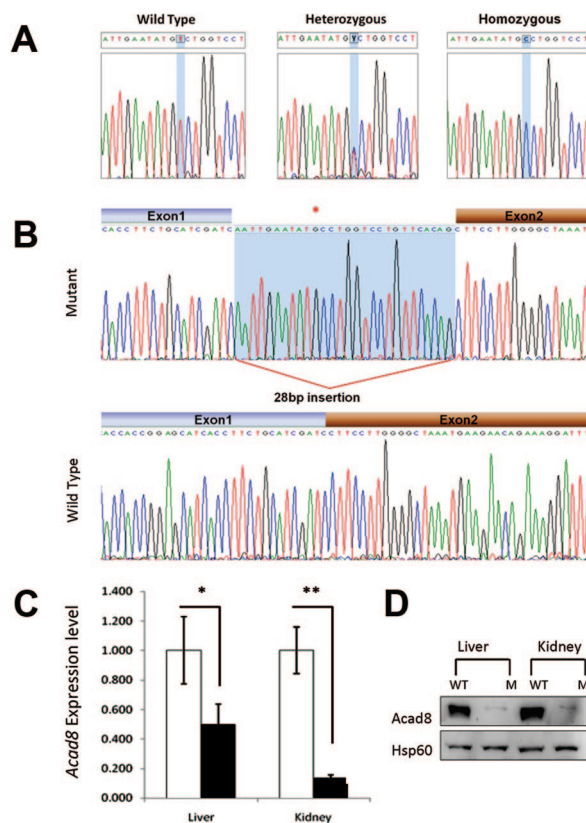 A
Wild Type
Heterozygous
Homozygous
ATTGAATATGTCTGGTCCT
ATTGAATATGYCTGGTCCT
ATTGAATATGCCTGGTCCT
B
*
Exon1
Exon2
CACCTTCTGCATCGATCAATTGAATATGCCTGGTCCTGTTCACAGCTTCCTTGGGGCTAAAT
Mutant
28bp insertion
Exon1
Exon2
ACCACCGGAGCATCACCTTCTGCATCGATCCTTCCTTGGGGCTAAATGAAGAACAGAAAGGATTT
Wild Type
C
D
Acad8 Expression level
1.400
1.200
1.000
0.800
0.600
0.400
0.200
0.000
*
**
Liver
Kidney
Liver
Kidney
WT
M
WT
M
Acad8
Hsp60